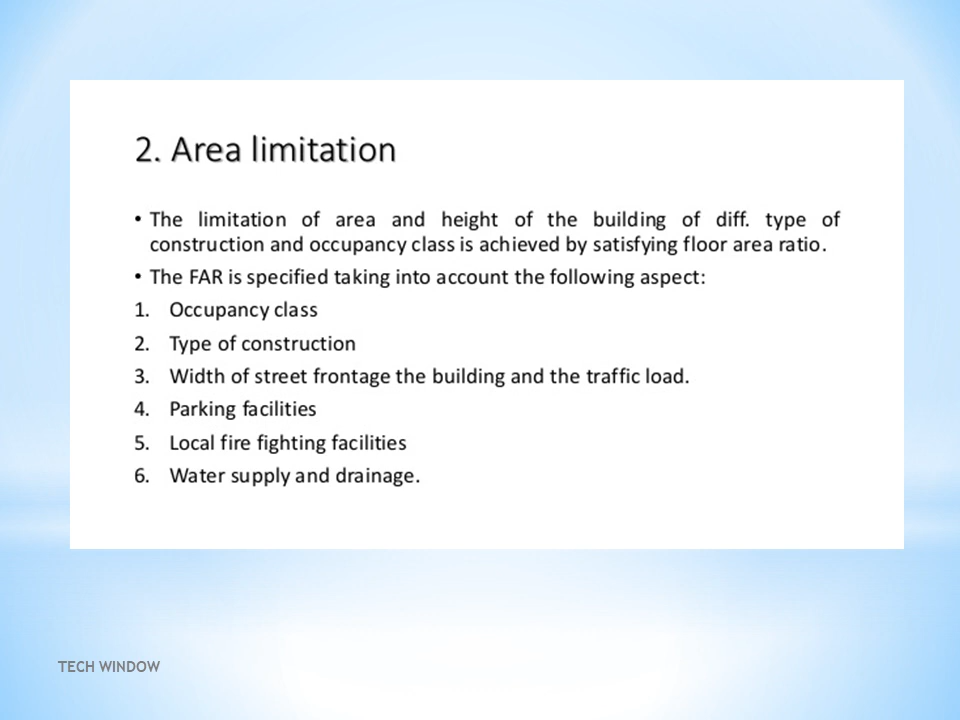 2. Area limitation
• The limitation of area and height of the building of diff. type of
construction and occupancy class is achieved by satisfying floor area ratio.
• The FAR is specified taking into account the following aspect:
1. Occupancy class
2. Type of construction
3. Width of street frontage the building and the traffic load.
4. Parking facilities
5. Local fire fighting facilities
6. Water supply and drainage.
TECH WINDOW